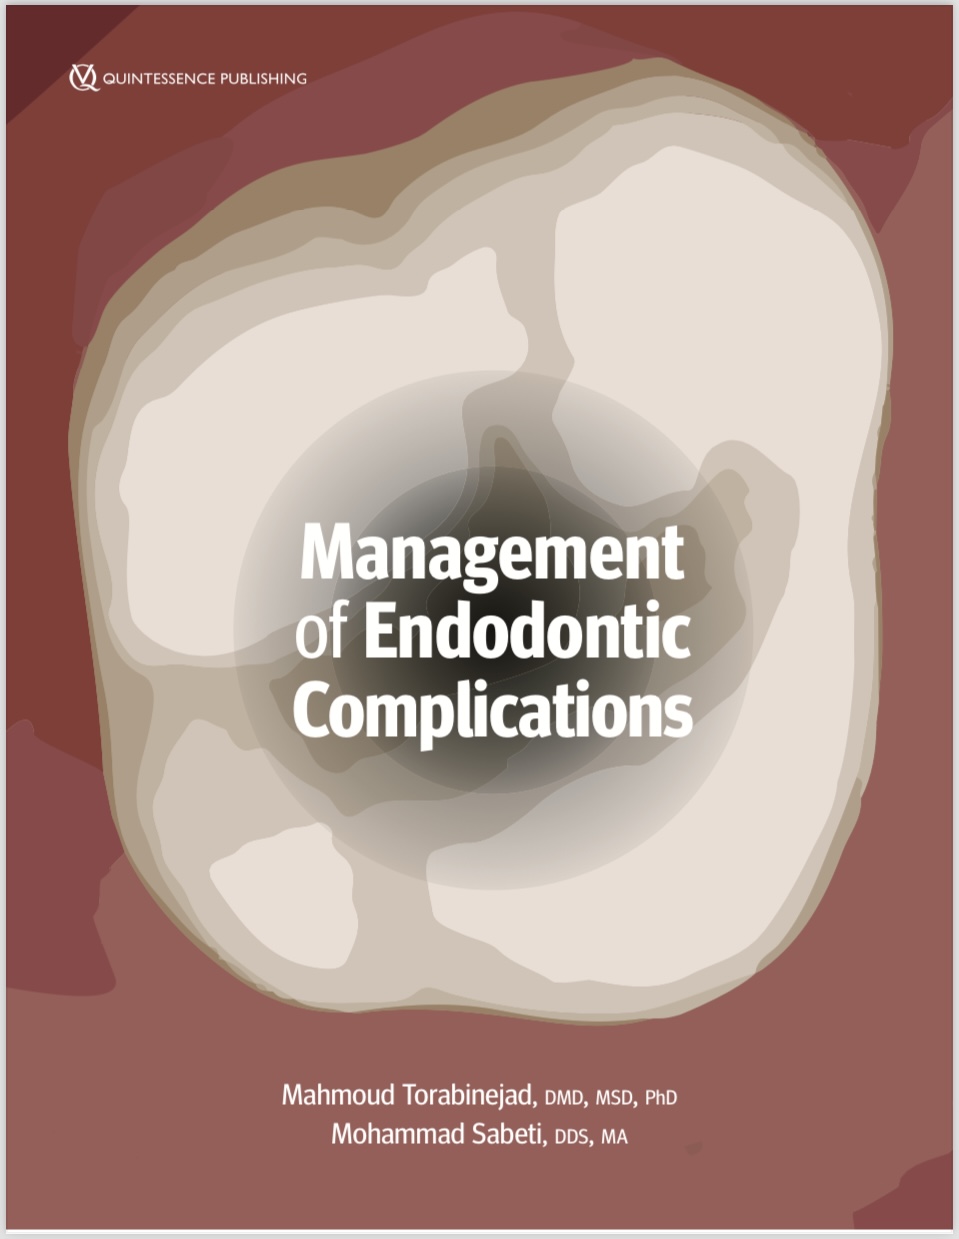 QUINTESSENCE PUBLISHING
Management
of Endodontic
Complications
Mahmoud Torabinejad, DMD, MSD, PhD
Mohammad Sabeti, DDS, MA